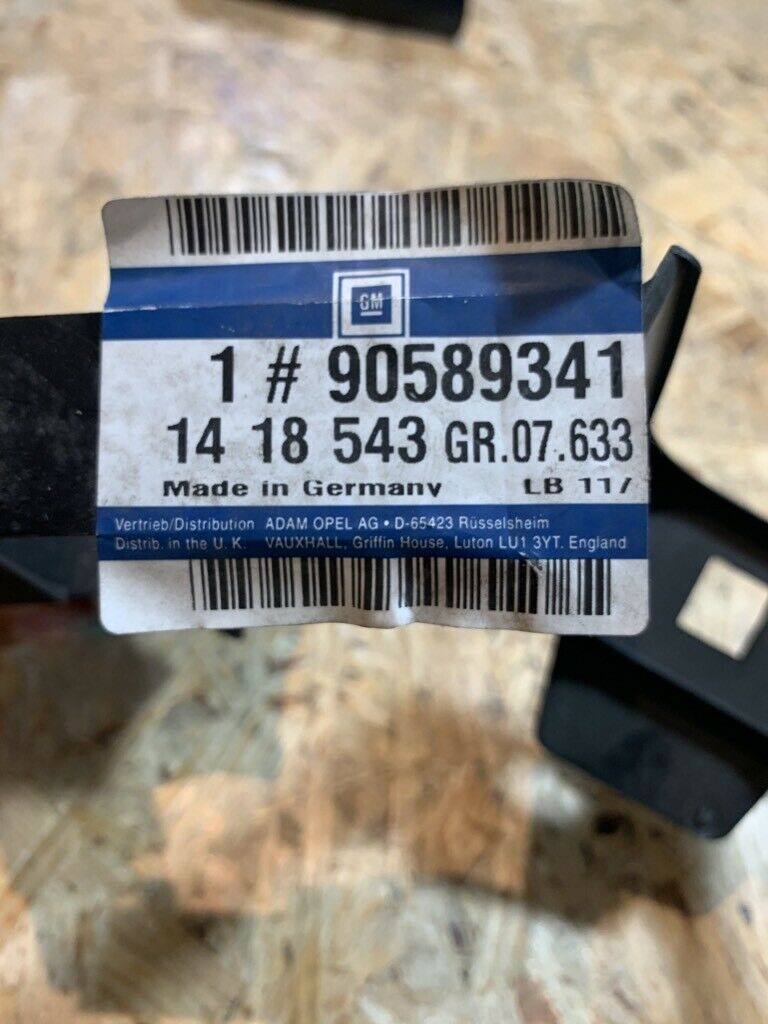 GM
1 # 90589341
14 18 543 GR.07.633
Made in Germany LB 117
Vertrieb/Distribution ADAM OPEL AG • D-65423 Rüsselsheim
Distrib. in the U. K. VAUXHALL, Griffin House, Luton LU1 3YT. England